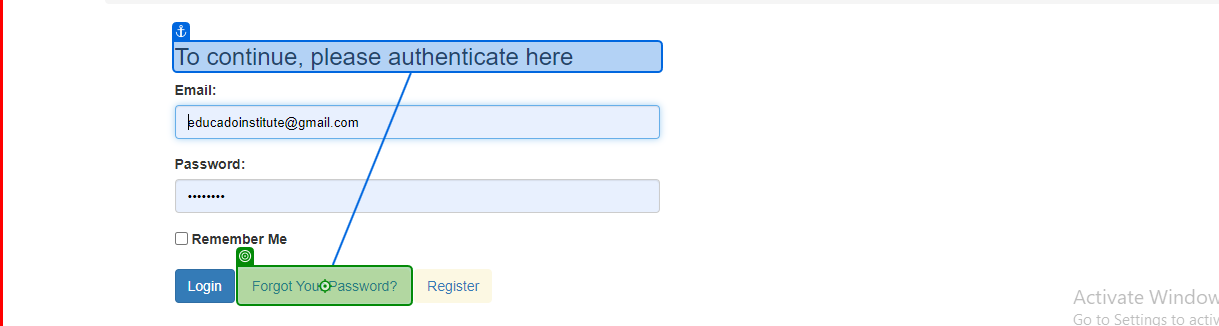 To continue, please authenticate here
Email:
educadoinstitute@gmail.com
Password:
••••••••
Remember Me
Login Forgot Your Password? Register
Activate Window
Go to Settings to activ